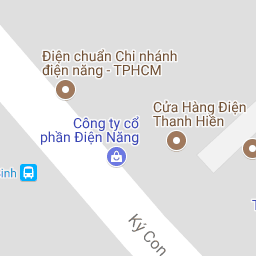 Điện chuẩn Chi nhánh
điện năng - TPHCM
Công ty cổ
phần Điện Năng
Cửa Hàng Điện
Thanh Hiền
Ký Con